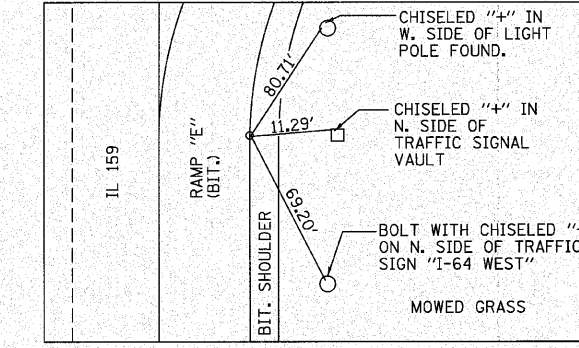 CHISELED "+" IN
W. SIDE OF LIGHT
POLE FOUND.
80.71'
CHISELED "+" IN
N. SIDE OF
TRAFFIC SIGNAL
VAULT
11.29'
IL 159
RAMP "E"
(BIT.)
69.20'
BOLT WITH CHISELED "+
ON N. SIDE OF TRAFFIC
SIGN "I-64 WEST"
BIT. SHOULDER
MOWED GRASS